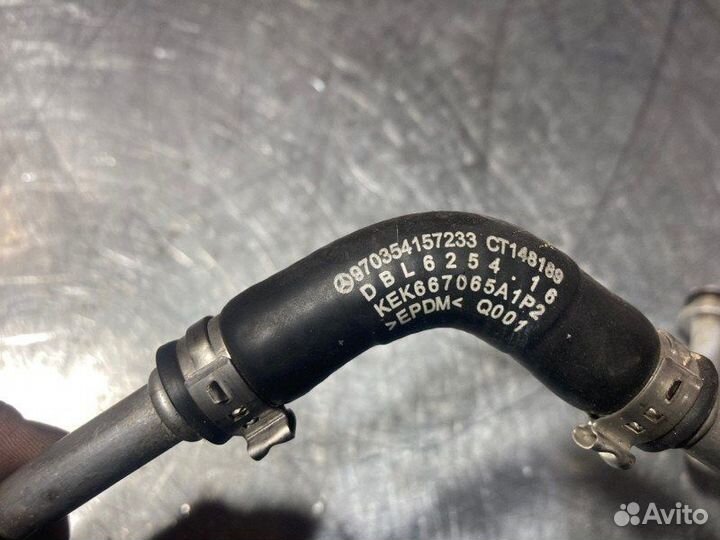 970354157233 CT148189
DBL6254.16
KEK667065A1P2
>EPDM< Q001
Avito